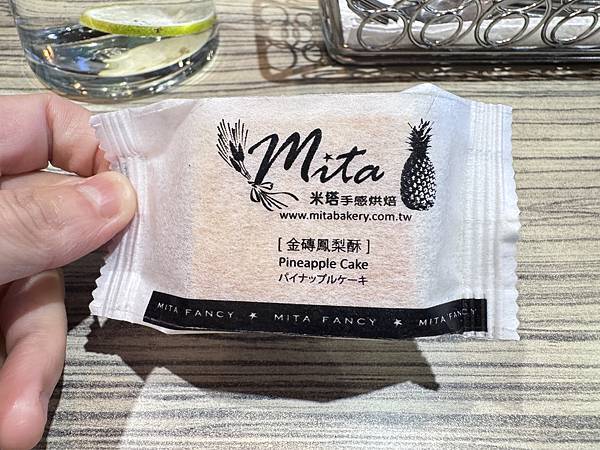 Mita
米塔手感烘焙
www.mitabakery.com.tw
[ 金磚鳳梨酥 ]
Pineapple Cake
パイナップルケーキ
MITA FANCY ★ MITA FANCY ★ MITA FANCY